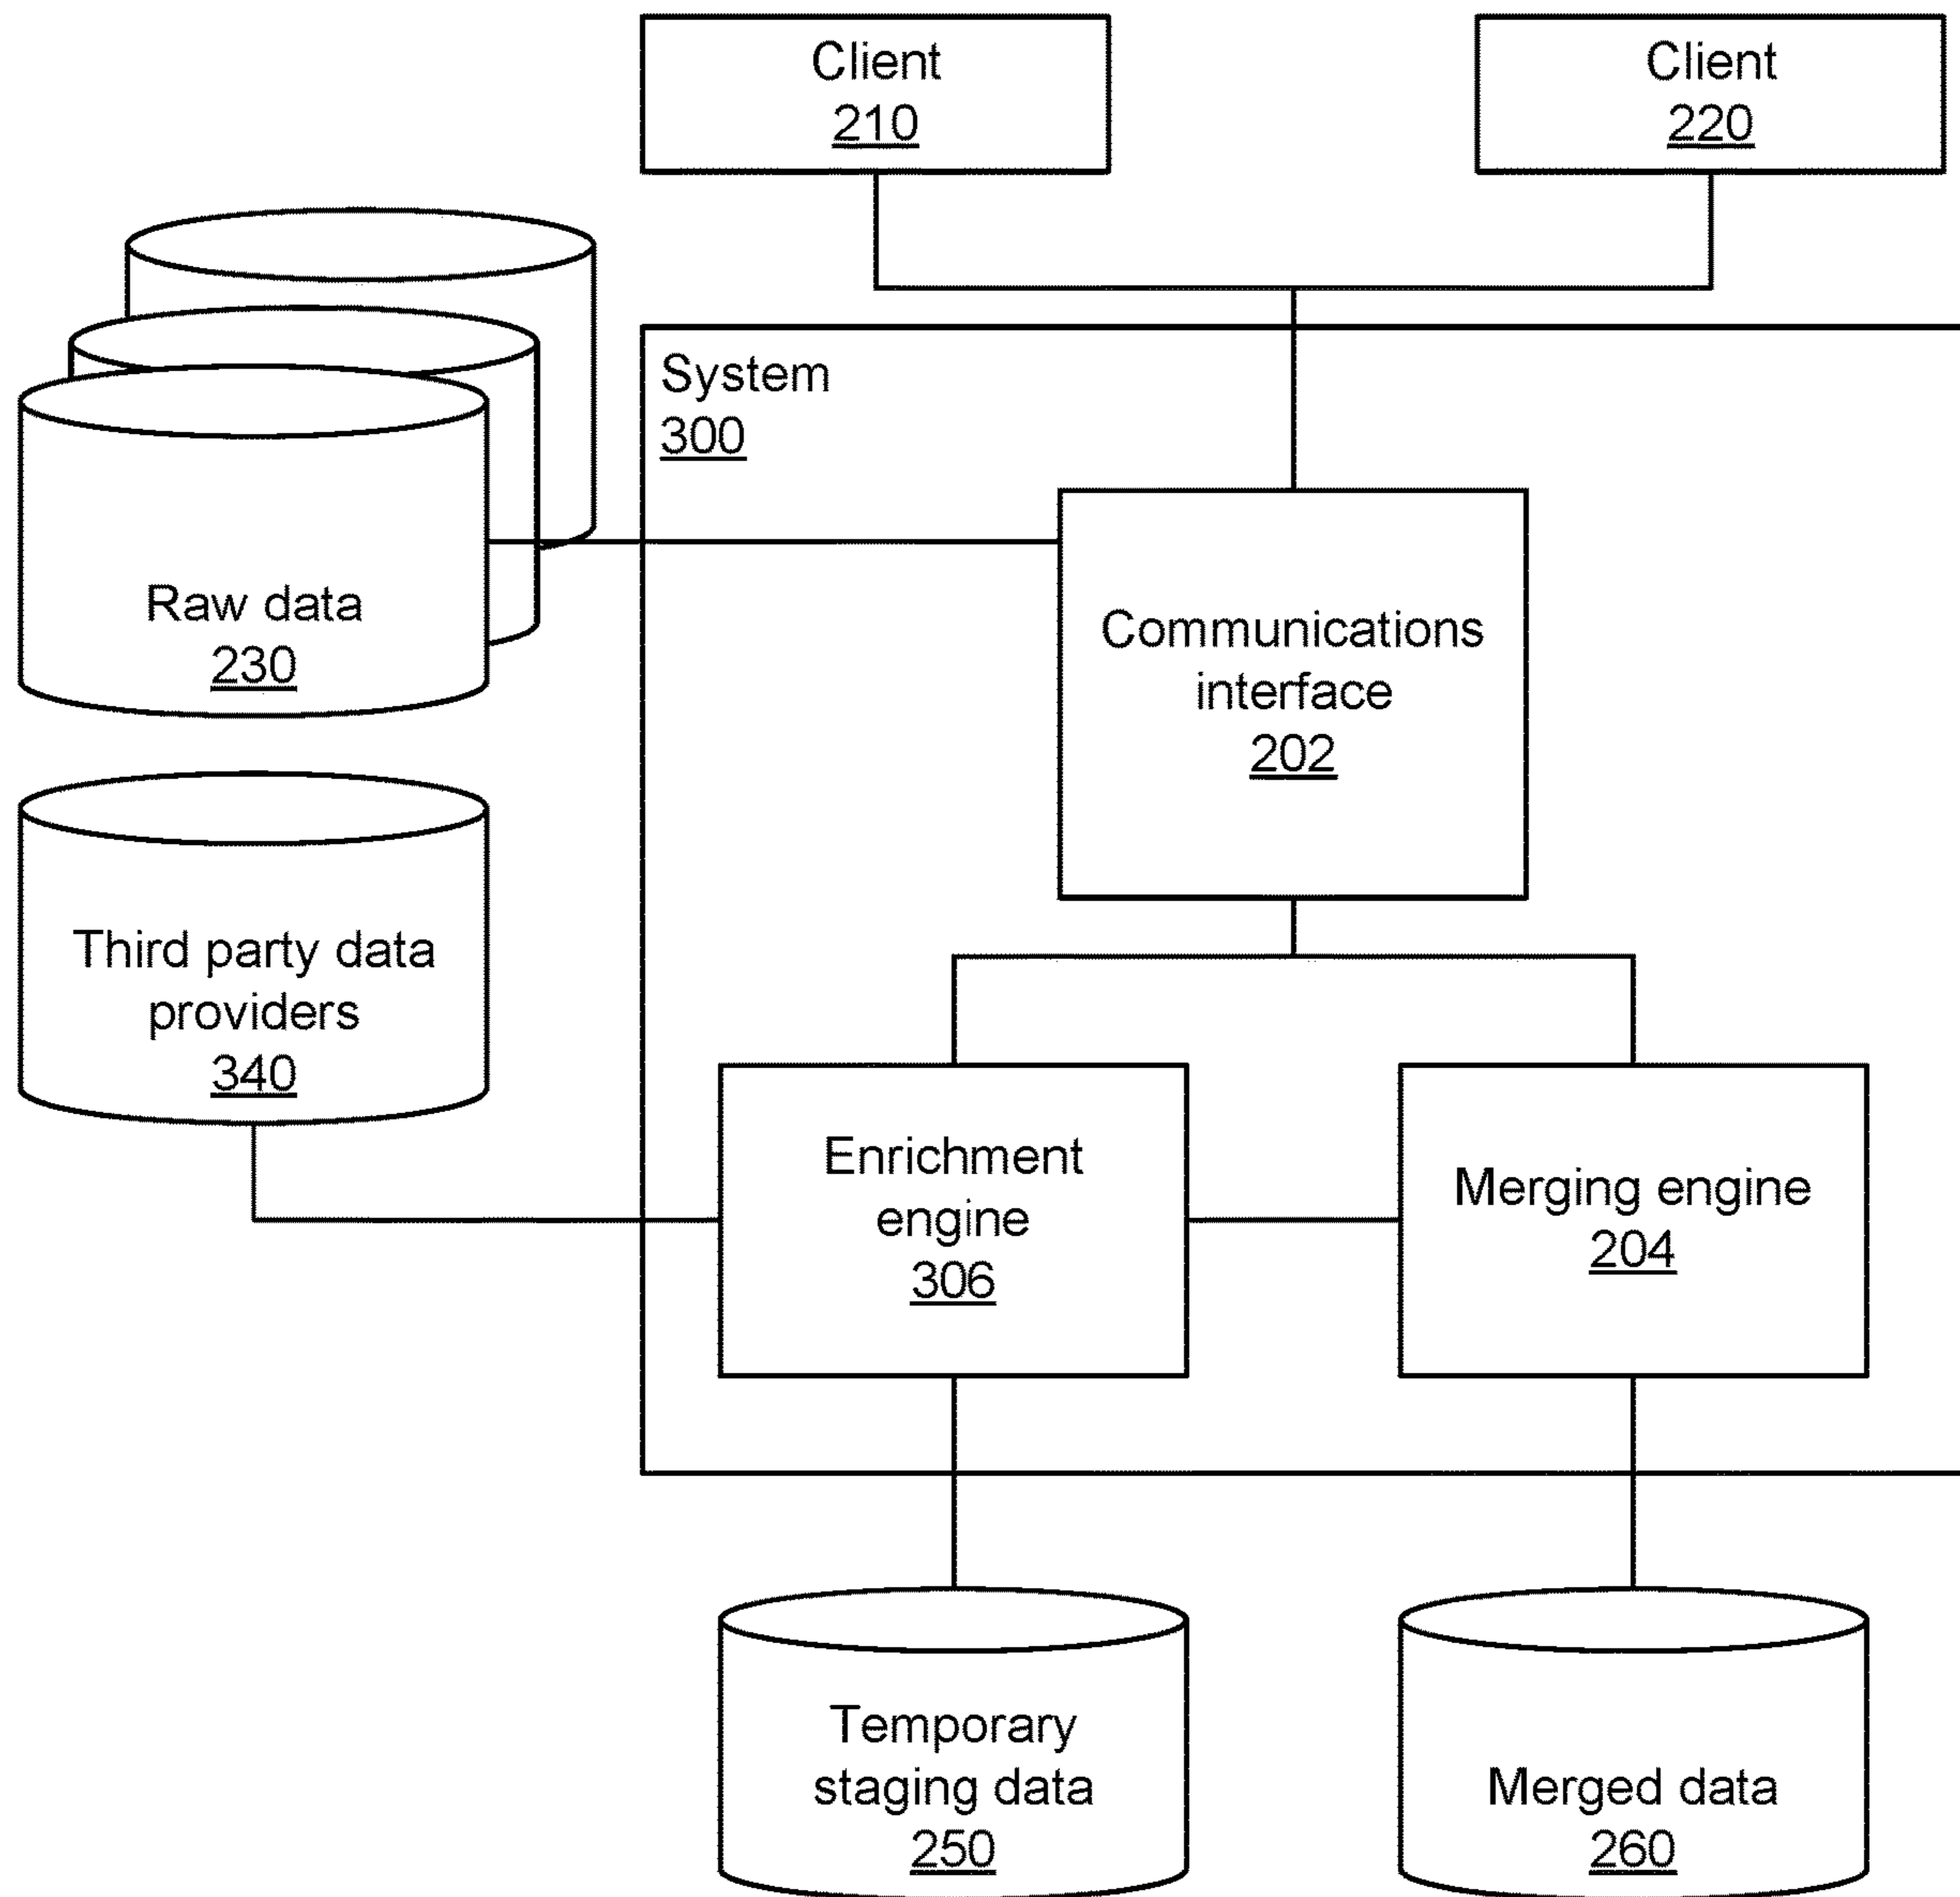 Client
210
Client
220
System
300
Raw data
230
Communications
interface
202
Third party data
providers
340
Enrichment
engine
306
Merging engine
204
Temporary
staging data
250
Merged data
260